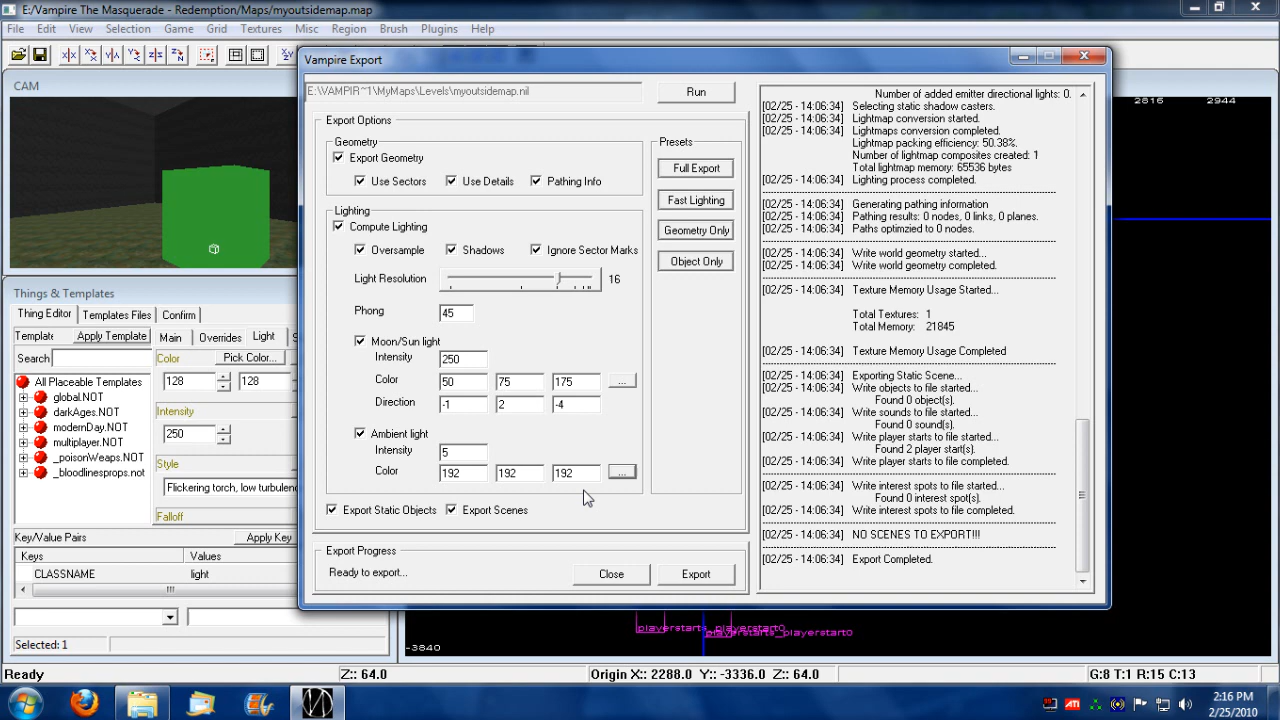 E:/Vampire The Masquerade - Redemption/Maps/myoutsidemap.map
File Edit View Selection Game Grid Textures Misc Region Brush Plugins Help
CAM
2816 2944
Things & Templates
Thing Editor Templates Files Confirm
Template Apply Template Main Overrides Light
Search
Color Pick Color...
128 128
Intensity
250
Style
Flickering torch, low turbulenc
Falloff
All Placeable Templates
global.NOT
darkAges.NOT
modernDay.NOT
multiplayer.NOT
_poisonWeaps.NOT
_bloodlinesprops.not
Key/Value Pairs Apply Key
Keys Values
CLASSNAME light
Selected: 1
Vampire Export
E:\VAMPIR~1\MyMaps\Levels\myoutsidemap.nil Run
Export Options
Geometry
Export Geometry
Use Sectors Use Details Pathing Info
Lighting
Compute Lighting
Oversample Shadows Ignore Sector Marks
Light Resolution 16
Phong 45
Moon/Sun light
Intensity 250
Color 50 75 175 ...
Direction -1 2 -4
Ambient light
Intensity 5
Color 192 192 192 ...
Export Static Objects Export Scenes
Presets
Full Export
Fast Lighting
Geometry Only
Object Only
Export Progress
Ready to export... Close Export
Number of added emitter directional lights: 0.
[02/25 - 14:06:34] Selecting static shadow casters.
[02/25 - 14:06:34] Lightmap conversion started.
[02/25 - 14:06:34] Lightmaps conversion completed.
Lightmap packing efficiency: 50.38%.
Number of lightmap composites created: 1
Total lightmap memory: 65536 bytes
[02/25 - 14:06:34] Lighting process completed.
[02/25 - 14:06:34] Generating pathing information
[02/25 - 14:06:34] Pathing results: 0 nodes, 0 links, 0 planes.
[02/25 - 14:06:34] Paths optimzied to 0 nodes.
[02/25 - 14:06:34] Write world geometry started...
[02/25 - 14:06:34] Write world geometry completed.
[02/25 - 14:06:34] Texture Memory Usage Started...
Total Textures: 1
Total Memory: 21845
[02/25 - 14:06:34] Texture Memory Usage Completed
[02/25 - 14:06:34] Exporting Static Scene...
[02/25 - 14:06:34] Write objects to file started...
Found 0 object(s).
[02/25 - 14:06:34] Write sounds to file started...
Found 0 sound(s).
[02/25 - 14:06:34] Write player starts to file started...
Found 2 player start(s).
[02/25 - 14:06:34] Write player starts to file completed.
[02/25 - 14:06:34] Write interest spots to file started...
Found 0 interest spot(s).
[02/25 - 14:06:34] Write interest spots to file completed.
[02/25 - 14:06:34] NO SCENES TO EXPORT!!!
[02/25 - 14:06:34] Export Completed.
playerstarts_playerstart0
-3840
Ready Z:: 64.0 Origin X:: 2288.0 Y:: -3336.0 Z:: 64.0 G:8 T:1 R:15 C:13
ATI
2:16 PM
2/25/2010